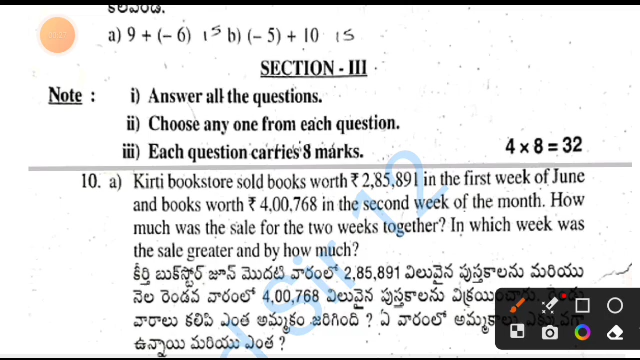 కలపండి.
a) 9 + (– 6) 15 b) (– 5) + 10 15
SECTION - III
Note : i) Answer all the questions.
ii) Choose any one from each question.
iii) Each question carries 8 marks. 4 × 8 = 32
10. a) Kirti bookstore sold books worth ₹ 2,85,891 in the first week of June
and books worth ₹ 4,00,768 in the second week of the month. How
much was the sale for the two weeks together? In which week was
the sale greater and by how much?
కీర్తి బుక్‌స్టోర్ జూన్ మొదటి వారంలో 2,85,891 విలువైన పుస్తకాలను మరియు
నెల రెండవ వారంలో 4,00,768 విలువైన పుస్తకాలను విక్రయించారు. రెండు
వారాలు కలిపి ఎంత అమ్మకం జరిగింది ? ఏ వారంలో అమ్మకాలు ఎక్కువగా
ఉన్నాయి మరియు ఎంత ?
Sir 12